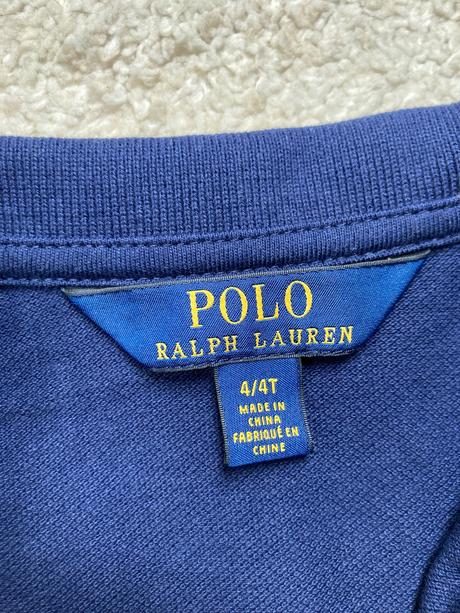 POLO
RALPH LAUREN
4/4T
MADE IN
CHINA
FABRIQUÉ EN
CHINE